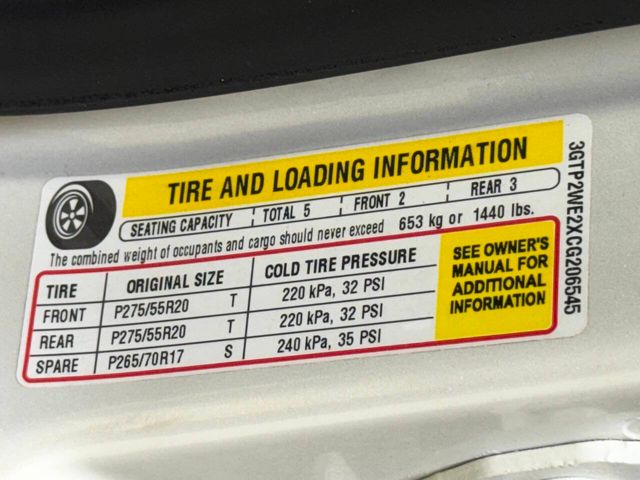 TIRE AND LOADING INFORMATION
SEATING CAPACITY TOTAL 5 FRONT 2 REAR 3
The combined weight of occupants and cargo should never exceed 653 kg or 1440 lbs.
TIRE ORIGINAL SIZE COLD TIRE PRESSURE
FRONT P275/55R20 T 220 kPa, 32 PSI
REAR P275/55R20 T 220 kPa, 32 PSI
SPARE P265/70R17 S 240 kPa, 35 PSI
SEE OWNER'S
MANUAL FOR
ADDITIONAL
INFORMATION
3GTP2WE2XCG206545